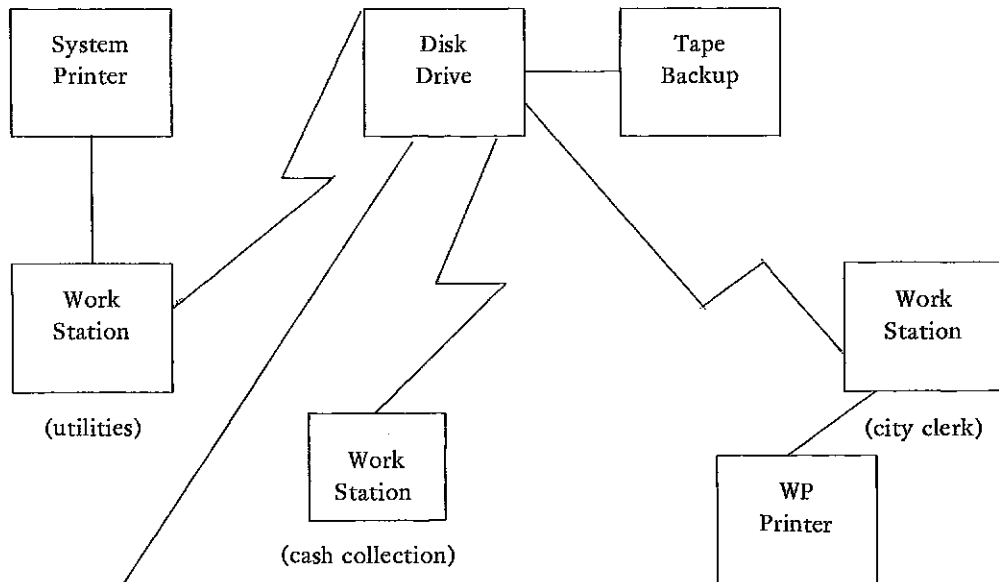 System
Printer
Disk
Drive
Tape
Backup
Work
Station
(utilities)
Work
Station
(cash collection)
Work
Station
(city clerk)
WP
Printer